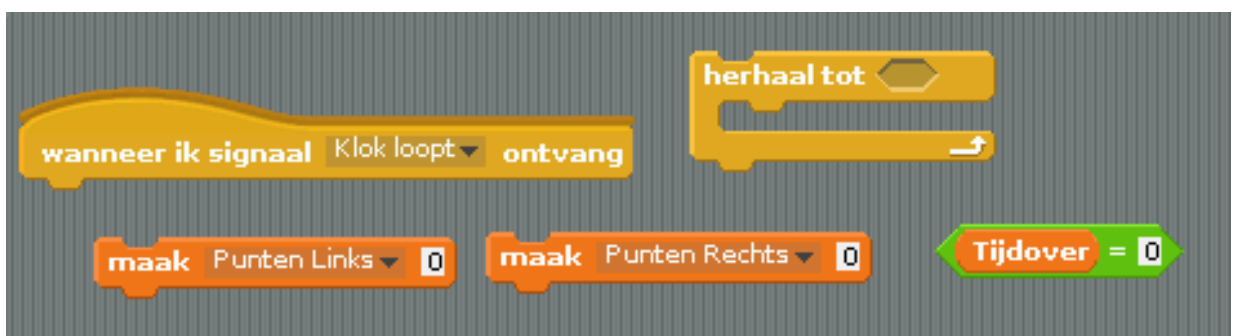 herhaal tot
wanneer ik signaal Klok loopt ontvang
maak Punten Links 0
maak Punten Rechts 0
Tijdover = 0